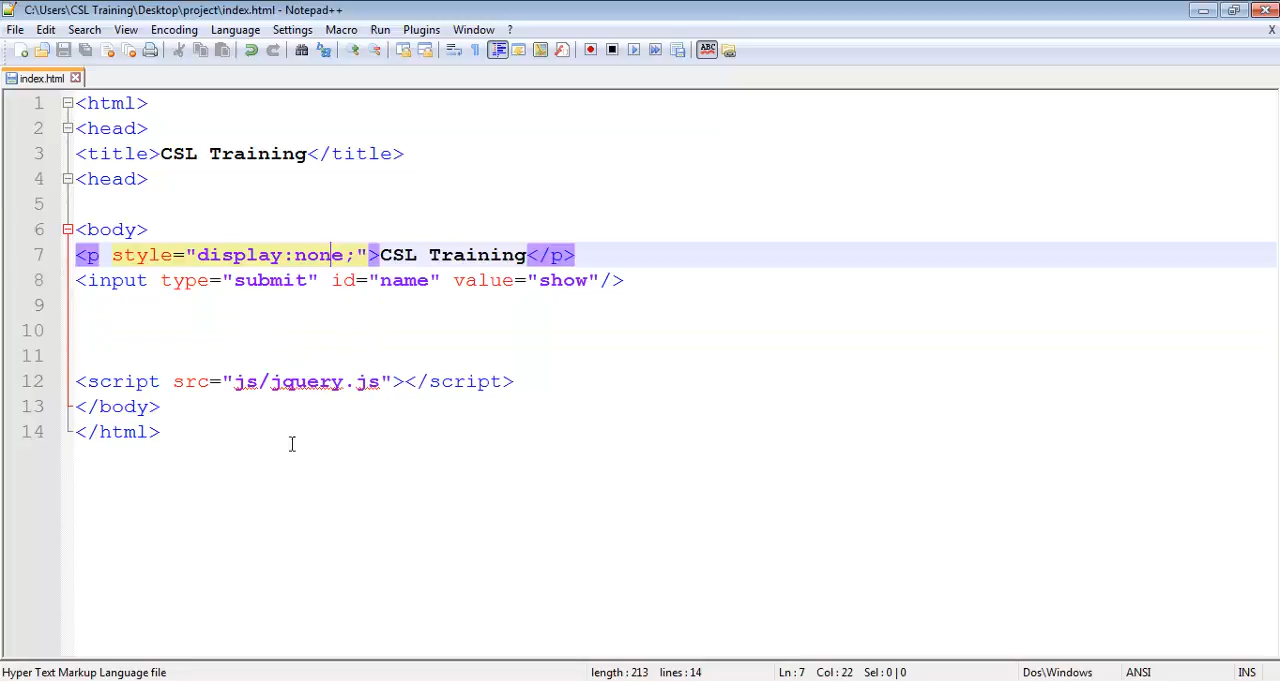 C:\Users\CSL Training\Desktop\project\index.html - Notepad++
File Edit Search View Encoding Language Settings Macro Run Plugins Window ? X
ABC
index.html
1 <html>
2 <head>
3 <title>CSL Training</title>
4 <head>
5
6 <body>
7 <p style="display:none;">CSL Training</p>
8 <input type="submit" id="name" value="show"/>
9
10
11
12 <script src="js/jquery.js"></script>
13 </body>
14 </html>
Hyper Text Markup Language file length : 213 lines : 14 Ln : 7 Col : 22 Sel : 0 | 0 Dos\Windows ANSI INS